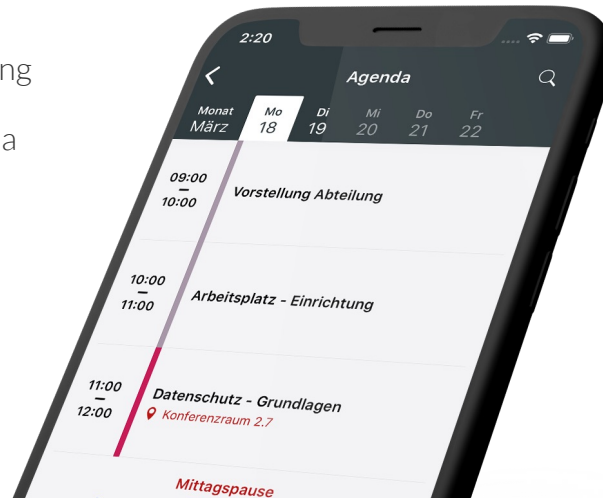 ng
a
2:20
Agenda
Monat Mo Di Mi Do Fr
März 18 19 20 21 22
09:00
–
10:00
Vorstellung Abteilung
10:00
–
11:00
Arbeitsplatz - Einrichtung
11:00
–
12:00
Datenschutz - Grundlagen
Konferenzraum 2.7
Mittagspause